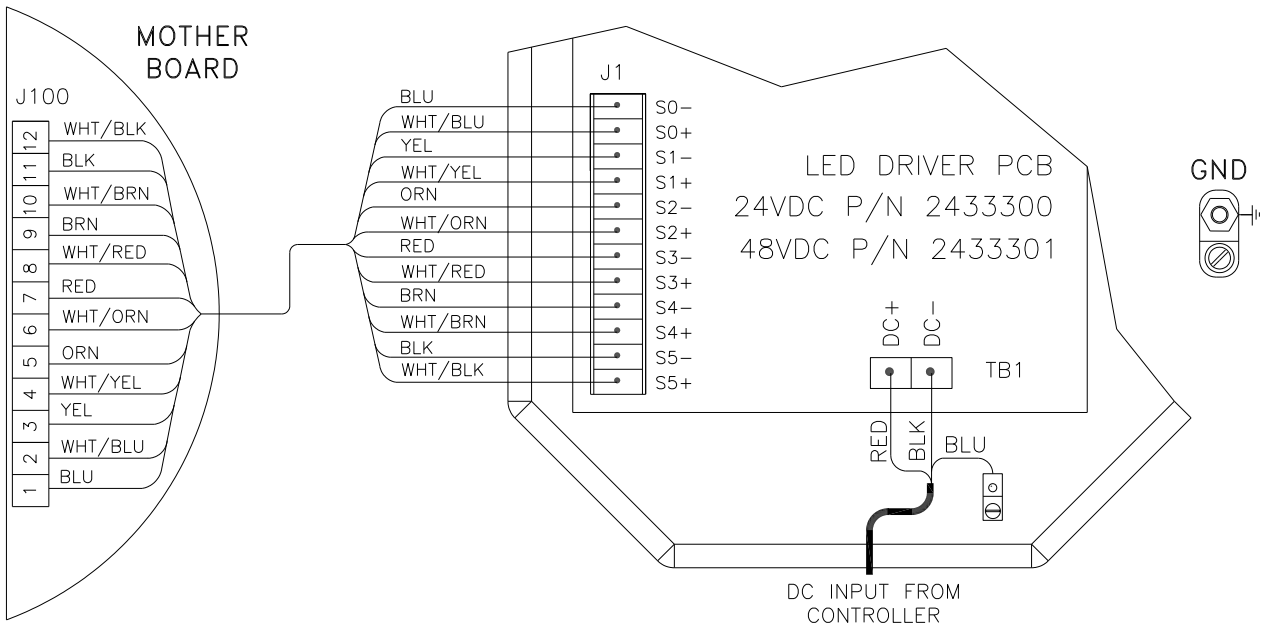 MOTHER
BOARD
J100
12 WHT/BLK
11 BLK
10 WHT/BRN
9 BRN
8 WHT/RED
7 RED
6 WHT/ORN
5 ORN
4 WHT/YEL
3 YEL
2 WHT/BLU
1 BLU
J1
BLU S0-
WHT/BLU S0+
YEL S1-
WHT/YEL S1+
ORN S2-
WHT/ORN S2+
RED S3-
WHT/RED S3+
BRN S4-
WHT/BRN S4+
BLK S5-
WHT/BLK S5+
LED DRIVER PCB
24VDC P/N 2433300
48VDC P/N 2433301
DC+
DC-
TB1
RED
BLK
BLU
DC INPUT FROM
CONTROLLER
GND